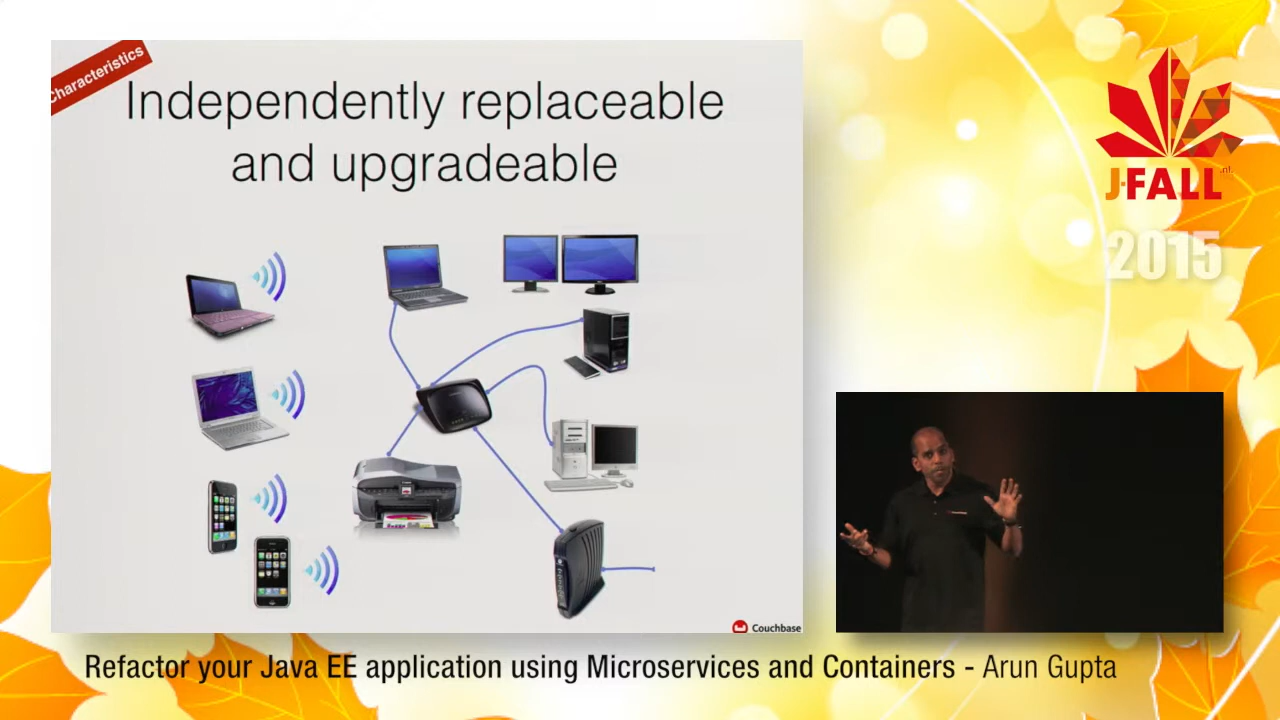 Characteristics
Independently replaceable
and upgradeable
Couchbase
J-FALL
.nl
2015
Refactor your Java EE application using Microservices and Containers - Arun Gupta